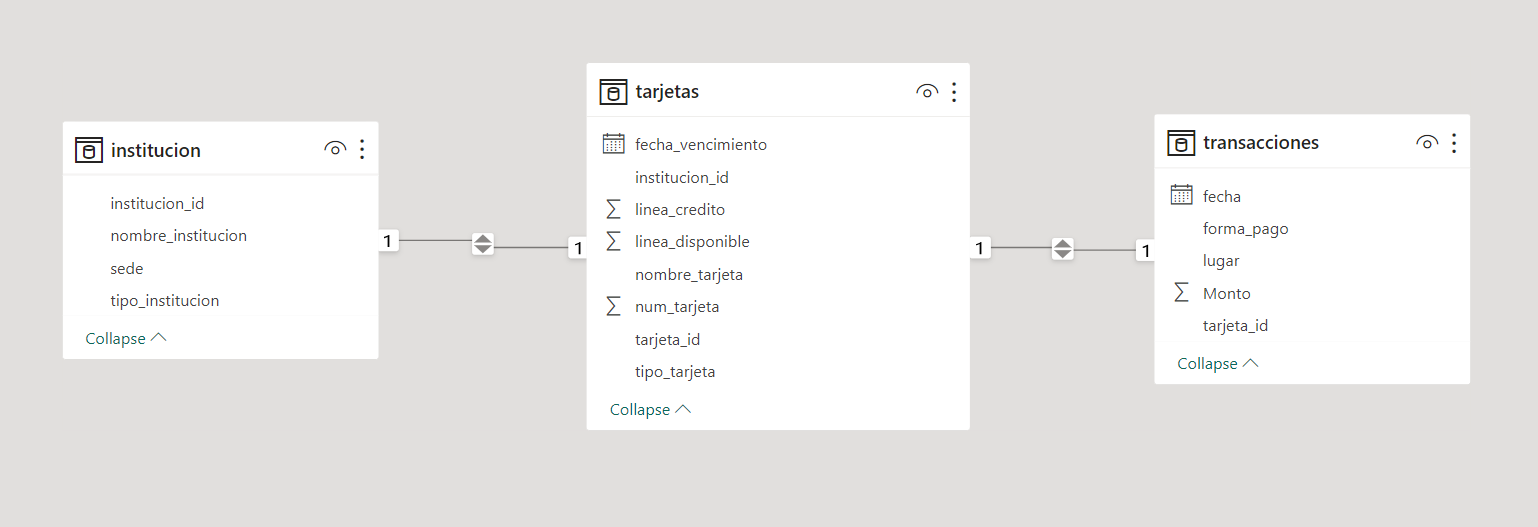 institucion
institucion_id
nombre_institucion
sede
tipo_institucion
Collapse
1
1
tarjetas
fecha_vencimiento
institucion_id
linea_credito
linea_disponible
nombre_tarjeta
num_tarjeta
tarjeta_id
tipo_tarjeta
Collapse
1
1
transacciones
fecha
forma_pago
lugar
Monto
tarjeta_id
Collapse